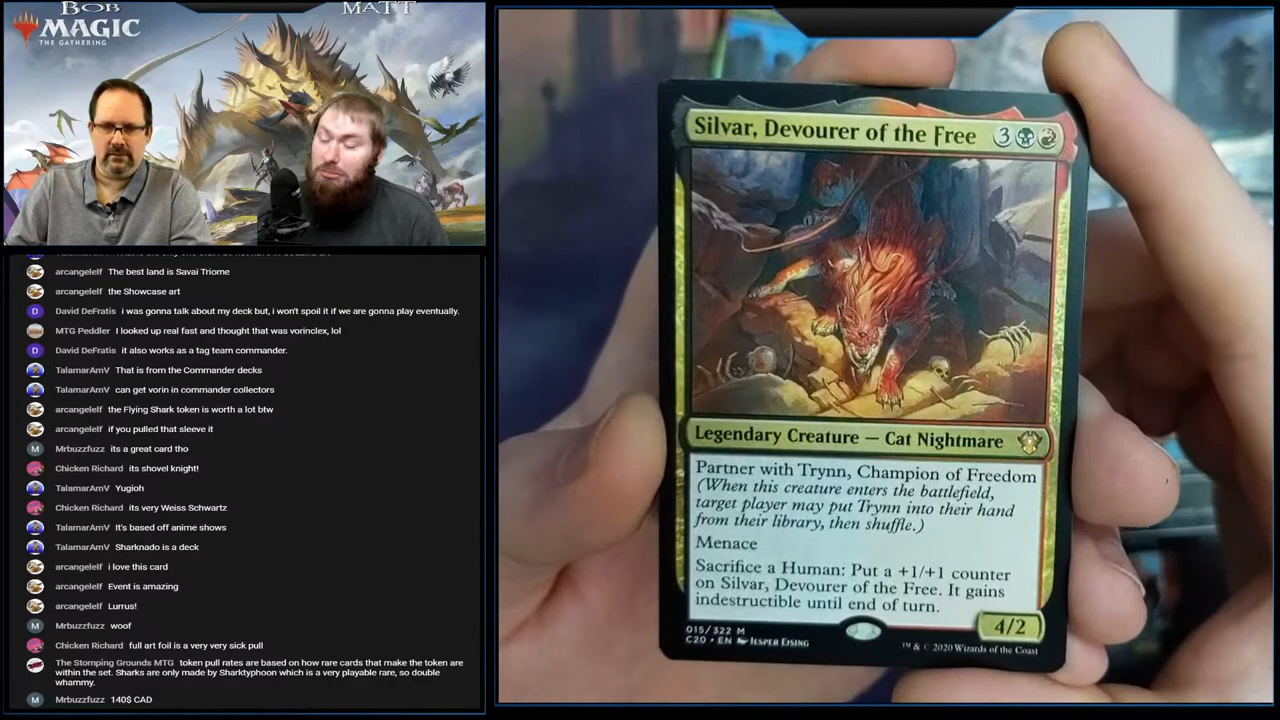 BOB
MATT
MAGIC
THE GATHERING
arcangelelf The best land is Savai Triome
arcangelelf the Showcase art
David DeFratis i was gonna talk about my deck but, i won't spoil it if we are gonna play eventually.
MTG Peddler I looked up real fast and thought that was vorinclex, lol
David DeFratis it also works as a tag team commander.
TalamarAmV That is from the Commander decks
TalamarAmV can get vorin in commander collectors
arcangelelf the Flying Shark token is worth a lot btw
arcangelelf if you pulled that sleeve it
Mrbuzzfuzz its a great card tho
Chicken Richard its shovel knight!
TalamarAmV Yugioh
Chicken Richard its very Weiss Schwartz
TalamarAmV It's based off anime shows
TalamarAmV Sharknado is a deck
arcangelelf i love this card
arcangelelf Event is amazing
arcangelelf Lurrus!
Mrbuzzfuzz woof
Chicken Richard full art foil is a very very sick pull
The Stomping Grounds MTG token pull rates are based on how rare cards that make the token are
within the set. Sharks are only made by Sharktyphoon which is a very playable rare, so double
whammy.
Mrbuzzfuzz 140$ CAD
Silvar, Devourer of the Free 3
Legendary Creature — Cat Nightmare
Partner with Trynn, Champion of Freedom
(When this creature enters the battlefield,
target player may put Trynn into their hand
from their library, then shuffle.)
Menace
Sacrifice a Human: Put a +1/+1 counter
on Silvar, Devourer of the Free. It gains
indestructible until end of turn.
4/2
015/322 M
C20 • EN Jesper Ejsing
™ & © 2020 Wizards of the Coast